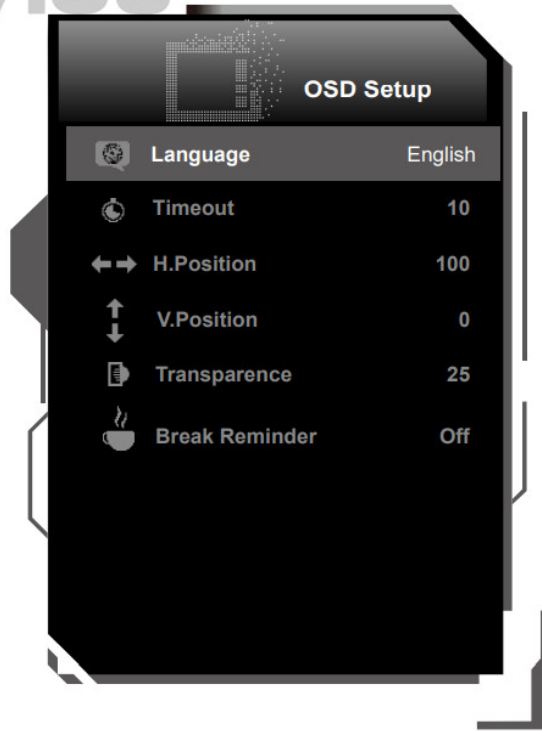 OSD Setup
Language English
Timeout 10
H.Position 100
V.Position 0
Transparence 25
Break Reminder Off